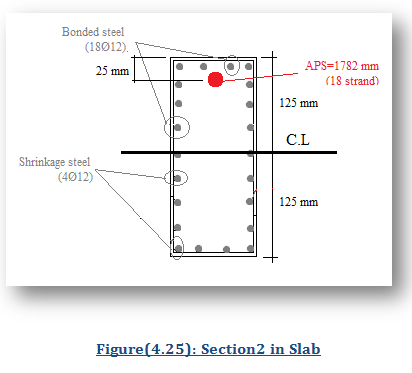 Bonded steel
(18Ø12).
25 mm
APS=1782 mm
(18 strand)
125 mm
C.L
Shrinkage steel
(4Ø12)
125 mm
Figure(4.25): Section2 in Slab